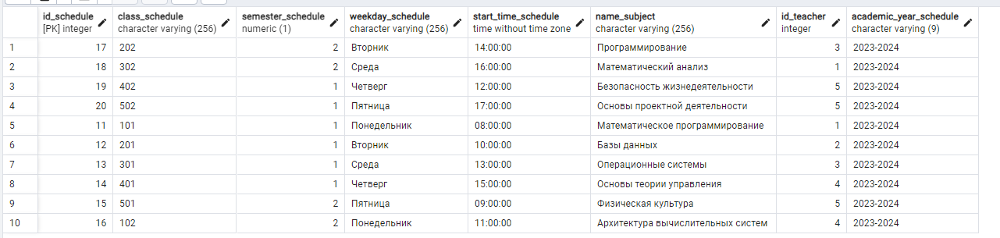 id_schedule class_schedule semester_schedule weekday_schedule start_time_schedule name_subject id_teacher academic_year_schedule
[PK] integer character varying (256) numeric (1) character varying (256) time without time zone character varying (256) integer character varying (9)
1 17 202 2 Вторник 14:00:00 Программирование 3 2023-2024
2 18 302 2 Среда 16:00:00 Математический анализ 1 2023-2024
3 19 402 1 Четверг 12:00:00 Безопасность жизнедеятельности 5 2023-2024
4 20 502 1 Пятница 17:00:00 Основы проектной деятельности 5 2023-2024
5 11 101 1 Понедельник 08:00:00 Математическое программирование 1 2023-2024
6 12 201 1 Вторник 10:00:00 Базы данных 2 2023-2024
7 13 301 1 Среда 13:00:00 Операционные системы 3 2023-2024
8 14 401 1 Четверг 15:00:00 Основы теории управления 4 2023-2024
9 15 501 2 Пятница 09:00:00 Физическая культура 5 2023-2024
10 16 102 2 Понедельник 11:00:00 Архитектура вычислительных систем 4 2023-2024